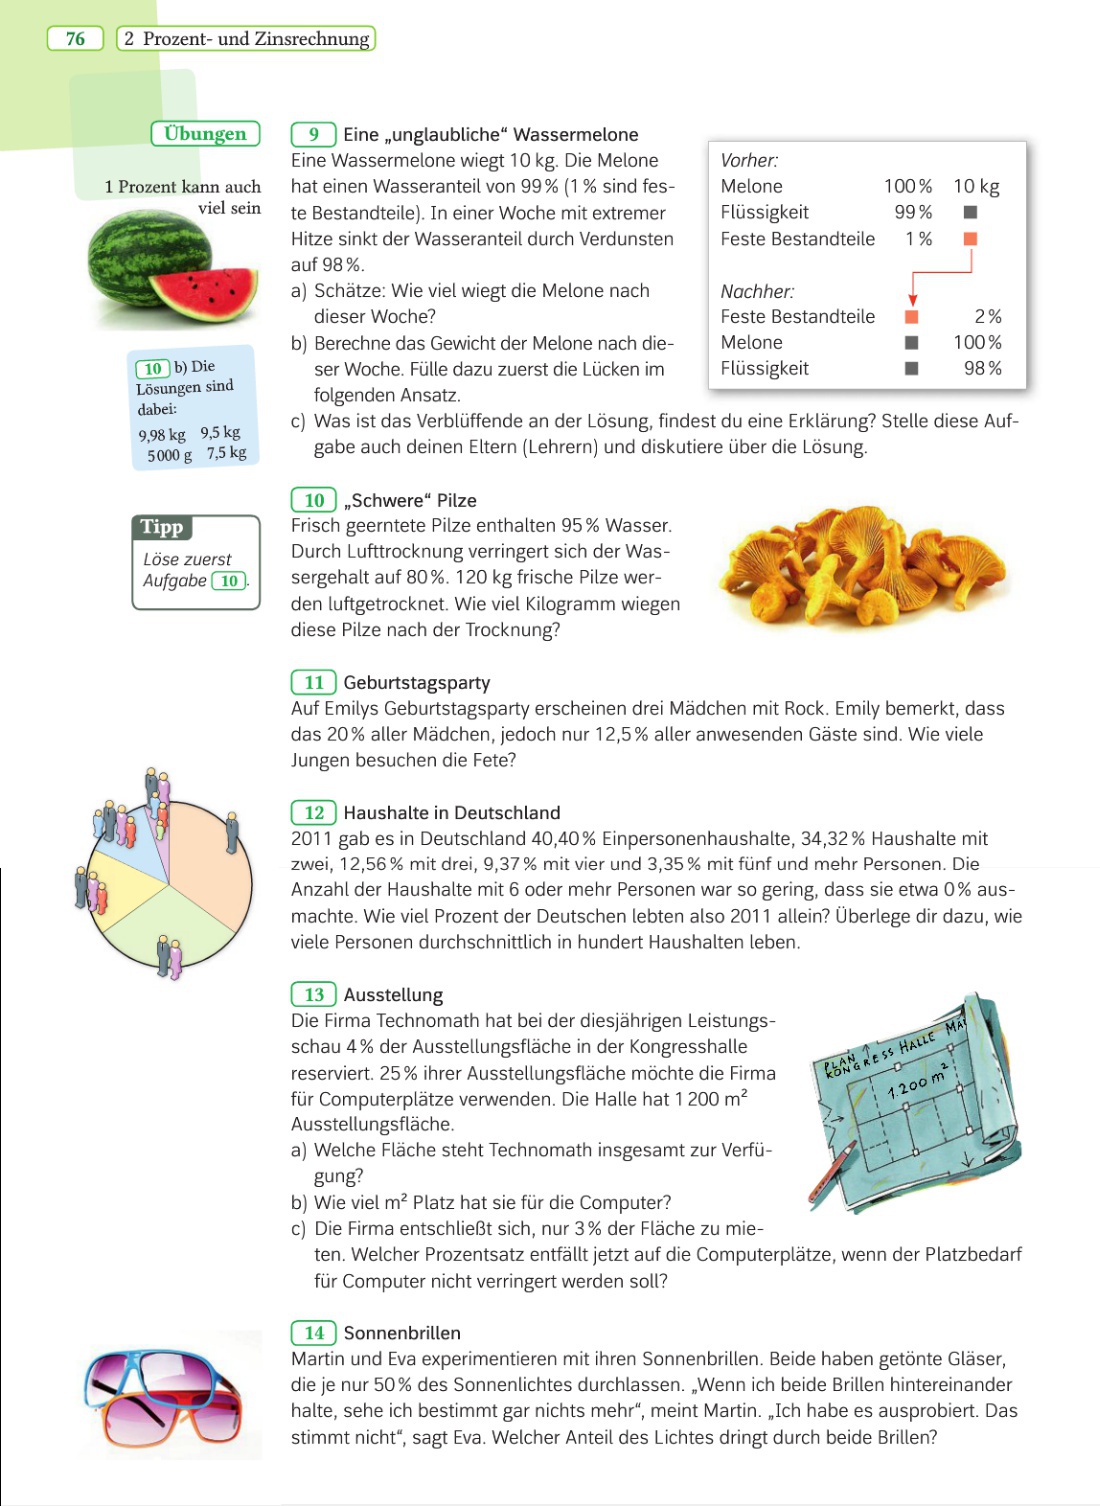 76
2 Prozent- und Zinsrechnung
Übungen
1 Prozent kann auch
viel sein
10 b) Die
Lösungen sind
dabei:
9,98 kg 9,5 kg
5000 g 7,5 kg
Tipp
Löse zuerst
Aufgabe 10.
9 Eine „unglaubliche“ Wassermelone
Eine Wassermelone wiegt 10 kg. Die Melone
hat einen Wasseranteil von 99 % (1 % sind fes-
te Bestandteile). In einer Woche mit extremer
Hitze sinkt der Wasseranteil durch Verdunsten
auf 98 %.
a) Schätze: Wie viel wiegt die Melone nach
dieser Woche?
b) Berechne das Gewicht der Melone nach die-
ser Woche. Fülle dazu zuerst die Lücken im
folgenden Ansatz.
c) Was ist das Verblüffende an der Lösung, findest du eine Erklärung? Stelle diese Auf-
gabe auch deinen Eltern (Lehrern) und diskutiere über die Lösung.
Vorher:
Melone 100 % 10 kg
Flüssigkeit 99 % ■
Feste Bestandteile 1 % ■
Nachher:
Feste Bestandteile ■ 2 %
Melone ■ 100 %
Flüssigkeit ■ 98 %
10 „Schwere“ Pilze
Frisch geerntete Pilze enthalten 95 % Wasser.
Durch Lufttrocknung verringert sich der Was-
sergehalt auf 80 %. 120 kg frische Pilze wer-
den luftgetrocknet. Wie viel Kilogramm wiegen
diese Pilze nach der Trocknung?
11 Geburtstagsparty
Auf Emilys Geburtstagsparty erscheinen drei Mädchen mit Rock. Emily bemerkt, dass
das 20 % aller Mädchen, jedoch nur 12,5 % aller anwesenden Gäste sind. Wie viele
Jungen besuchen die Fete?
12 Haushalte in Deutschland
2011 gab es in Deutschland 40,40 % Einpersonenhaushalte, 34,32 % Haushalte mit
zwei, 12,56 % mit drei, 9,37 % mit vier und 3,35 % mit fünf und mehr Personen. Die
Anzahl der Haushalte mit 6 oder mehr Personen war so gering, dass sie etwa 0 % aus-
machte. Wie viel Prozent der Deutschen lebten also 2011 allein? Überlege dir dazu, wie
viele Personen durchschnittlich in hundert Haushalten leben.
13 Ausstellung
Die Firma Technomath hat bei der diesjährigen Leistungs-
schau 4 % der Ausstellungsfläche in der Kongresshalle
reserviert. 25 % ihrer Ausstellungsfläche möchte die Firma
für Computerplätze verwenden. Die Halle hat 1 200 m²
Ausstellungsfläche.
a) Welche Fläche steht Technomath insgesamt zur Verfü-
gung?
b) Wie viel m² Platz hat sie für die Computer?
c) Die Firma entschließt sich, nur 3 % der Fläche zu mie-
ten. Welcher Prozentsatz entfällt jetzt auf die Computerplätze, wenn der Platzbedarf
für Computer nicht verringert werden soll?
PLAN
KONGRESS HALLE MA
1.200 m²
14 Sonnenbrillen
Martin und Eva experimentieren mit ihren Sonnenbrillen. Beide haben getönte Gläser,
die je nur 50 % des Sonnenlichtes durchlassen. „Wenn ich beide Brillen hintereinander
halte, sehe ich bestimmt gar nichts mehr“, meint Martin. „Ich habe es ausprobiert. Das
stimmt nicht“, sagt Eva. Welcher Anteil des Lichtes dringt durch beide Brillen?